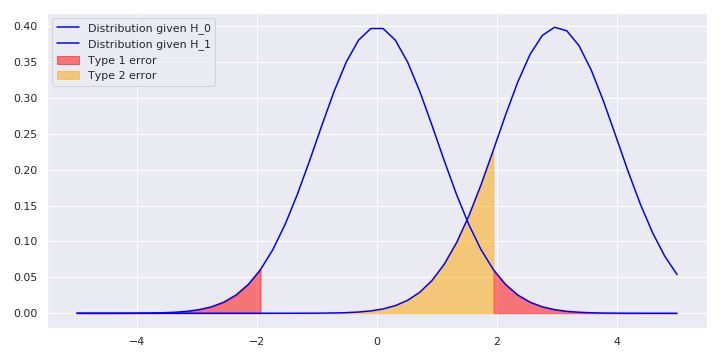 0.40
0.35
0.30
0.25
0.20
0.15
0.10
0.05
0.00
Distribution given H_0
Distribution given H_1
Type 1 error
Type 2 error
−4 −2 0 2 4